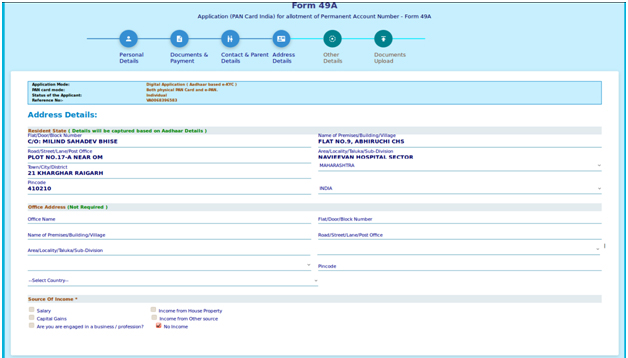 Form 49A
Application (PAN Card India) for allotment of Permanent Account Number - Form 49A
Personal Details
Documents & Payment
Contact & Parent Details
Address Details
Other Details
Documents Upload
Application Mode: Digital Application ( Aadhaar based e-KYC )
PAN card mode: Both physical PAN Card and e-PAN.
Status of the Applicant: Individual
Reference No:-
Address Details:
Resident State ( Details will be captured based on Aadhar Details )
Flat/Door/Block Number
C/O: MILIND SAHADEV BHISE
Name of Premises/Building/Village
FLAT NO.9, ABHIRUCHI CHS
Road/Street/Lane/Post Office
PLOT NO.17-A NEAR OM
Area/Locality/Taluka/Sub-Division
NAVJEEVAN HOSPITAL SECTOR
Town/City/District
21 KHARGHAR RAIGARH
MAHARASHTRA
Pincode
410210
INDIA
Office Address (Not Required )
Office Name
Flat/Door/Block Number
Name of Premises/Building/Village
Road/Street/Lane/Post Office
Area/Locality/Taluka/Sub-Division
Pincode
--Select Country--
Source Of Income *
Salary
Income from House Property
Capital Gains
Income from Other source
Are you are engaged in a business / profession?
No Income